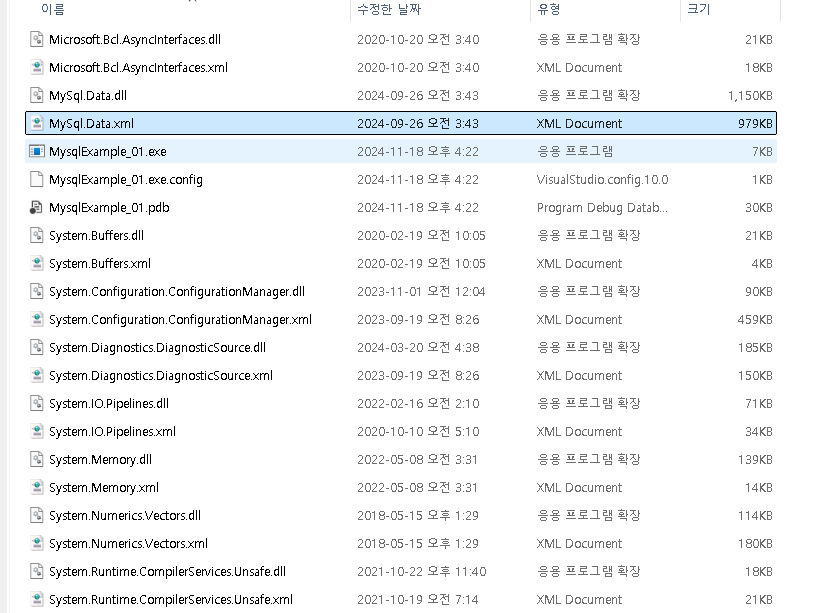 이름 수정한 날짜 유형 크기
Microsoft.Bcl.AsyncInterfaces.dll 2020-10-20 오전 3:40 응용 프로그램 확장 21KB
Microsoft.Bcl.AsyncInterfaces.xml 2020-10-20 오전 3:40 XML Document 18KB
MySql.Data.dll 2024-09-26 오전 3:43 응용 프로그램 확장 1,150KB
MySql.Data.xml 2024-09-26 오전 3:43 XML Document 979KB
MysqlExample_01.exe 2024-11-18 오후 4:22 응용 프로그램 7KB
MysqlExample_01.exe.config 2024-11-18 오후 4:22 VisualStudio.config.10.0 1KB
MysqlExample_01.pdb 2024-11-18 오후 4:22 Program Debug Datab... 30KB
System.Buffers.dll 2020-02-19 오전 10:05 응용 프로그램 확장 21KB
System.Buffers.xml 2020-02-19 오전 10:05 XML Document 4KB
System.Configuration.ConfigurationManager.dll 2023-11-01 오전 12:04 응용 프로그램 확장 90KB
System.Configuration.ConfigurationManager.xml 2023-09-19 오전 8:26 XML Document 459KB
System.Diagnostics.DiagnosticSource.dll 2024-03-20 오전 4:38 응용 프로그램 확장 185KB
System.Diagnostics.DiagnosticSource.xml 2023-09-19 오전 8:26 XML Document 150KB
System.IO.Pipelines.dll 2022-02-16 오전 2:10 응용 프로그램 확장 71KB
System.IO.Pipelines.xml 2020-10-10 오전 5:10 XML Document 34KB
System.Memory.dll 2022-05-08 오전 3:31 응용 프로그램 확장 139KB
System.Memory.xml 2022-05-08 오전 3:31 XML Document 14KB
System.Numerics.Vectors.dll 2018-05-15 오후 1:29 응용 프로그램 확장 114KB
System.Numerics.Vectors.xml 2018-05-15 오후 1:29 XML Document 180KB
System.Runtime.CompilerServices.Unsafe.dll 2021-10-22 오후 11:40 응용 프로그램 확장 18KB
System.Runtime.CompilerServices.Unsafe.xml 2021-10-19 오전 7:14 XML Document 21KB